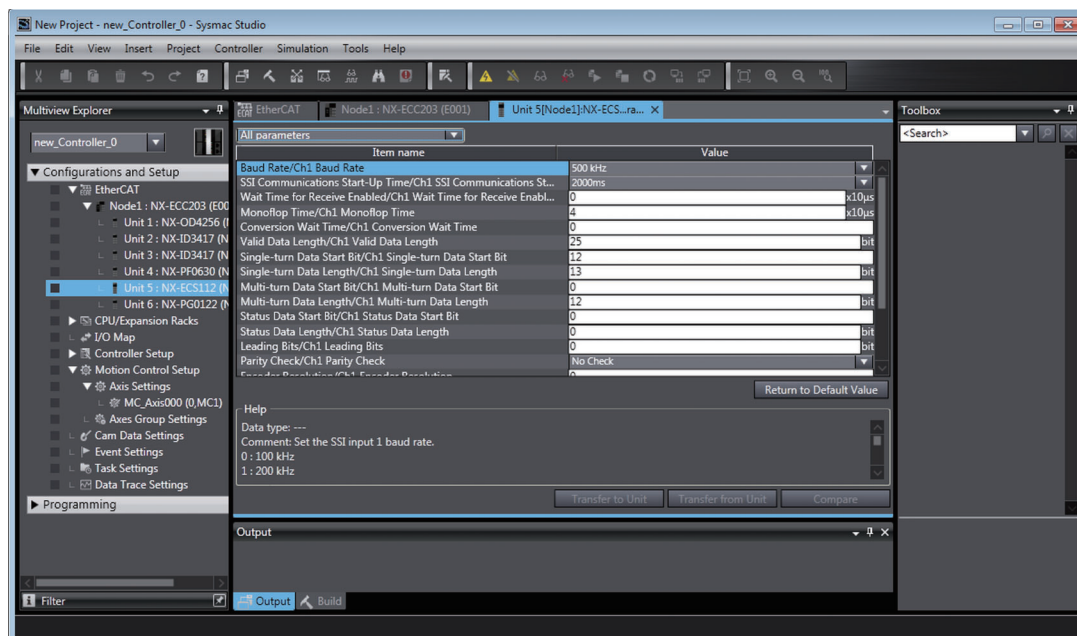 New Project - new_Controller_0 - Sysmac Studio
File Edit View Insert Project Controller Simulation Tools Help
Multiview Explorer
new_Controller_0
Configurations and Setup
EtherCAT
Node1 : NX-ECC203 (E00
Unit 1 : NX-OD4256 (
Unit 2 : NX-ID3417 (N
Unit 3 : NX-ID3417 (N
Unit 4 : NX-PF0630 (N
Unit 5 : NX-ECS112 (N
Unit 6 : NX-PG0122 (N
CPU/Expansion Racks
I/O Map
Controller Setup
Motion Control Setup
Axis Settings
MC_Axis000 (0,MC1)
Axes Group Settings
Cam Data Settings
Event Settings
Task Settings
Data Trace Settings
Programming
Filter
EtherCAT Node1 : NX-ECC203 (E001) Unit 5[Node1]:NX-ECS...ra...
All parameters
Item name Value
Baud Rate/Ch1 Baud Rate 500 kHz
SSI Communications Start-Up Time/Ch1 SSI Communications St... 2000ms
Wait Time for Receive Enabled/Ch1 Wait Time for Receive Enabl... 0 x10μs
Monoflop Time/Ch1 Monoflop Time 4 x10μs
Conversion Wait Time/Ch1 Conversion Wait Time 0
Valid Data Length/Ch1 Valid Data Length 25 bit
Single-turn Data Start Bit/Ch1 Single-turn Data Start Bit 12
Single-turn Data Length/Ch1 Single-turn Data Length 13 bit
Multi-turn Data Start Bit/Ch1 Multi-turn Data Start Bit 0
Multi-turn Data Length/Ch1 Multi-turn Data Length 12 bit
Status Data Start Bit/Ch1 Status Data Start Bit 0
Status Data Length/Ch1 Status Data Length 0 bit
Leading Bits/Ch1 Leading Bits 0 bit
Parity Check/Ch1 Parity Check No Check
Encoder Resolution/Ch1 Encoder Resolution 0
Return to Default Value
Help
Data type: ---
Comment: Set the SSI input 1 baud rate.
0 : 100 kHz
1 : 200 kHz
Transfer to Unit Transfer from Unit Compare
Output
Output Build
Toolbox
<Search>